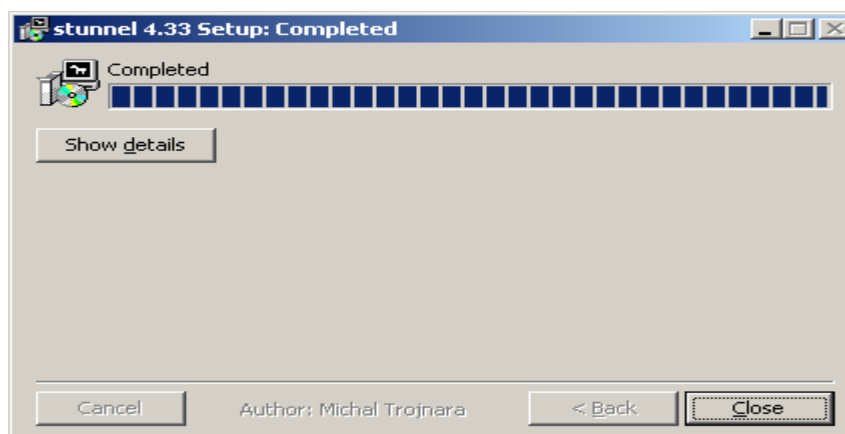 stunnel 4.33 Setup: Completed
Completed
Show details
Cancel
Author: Michal Trojnara
< Back
Close